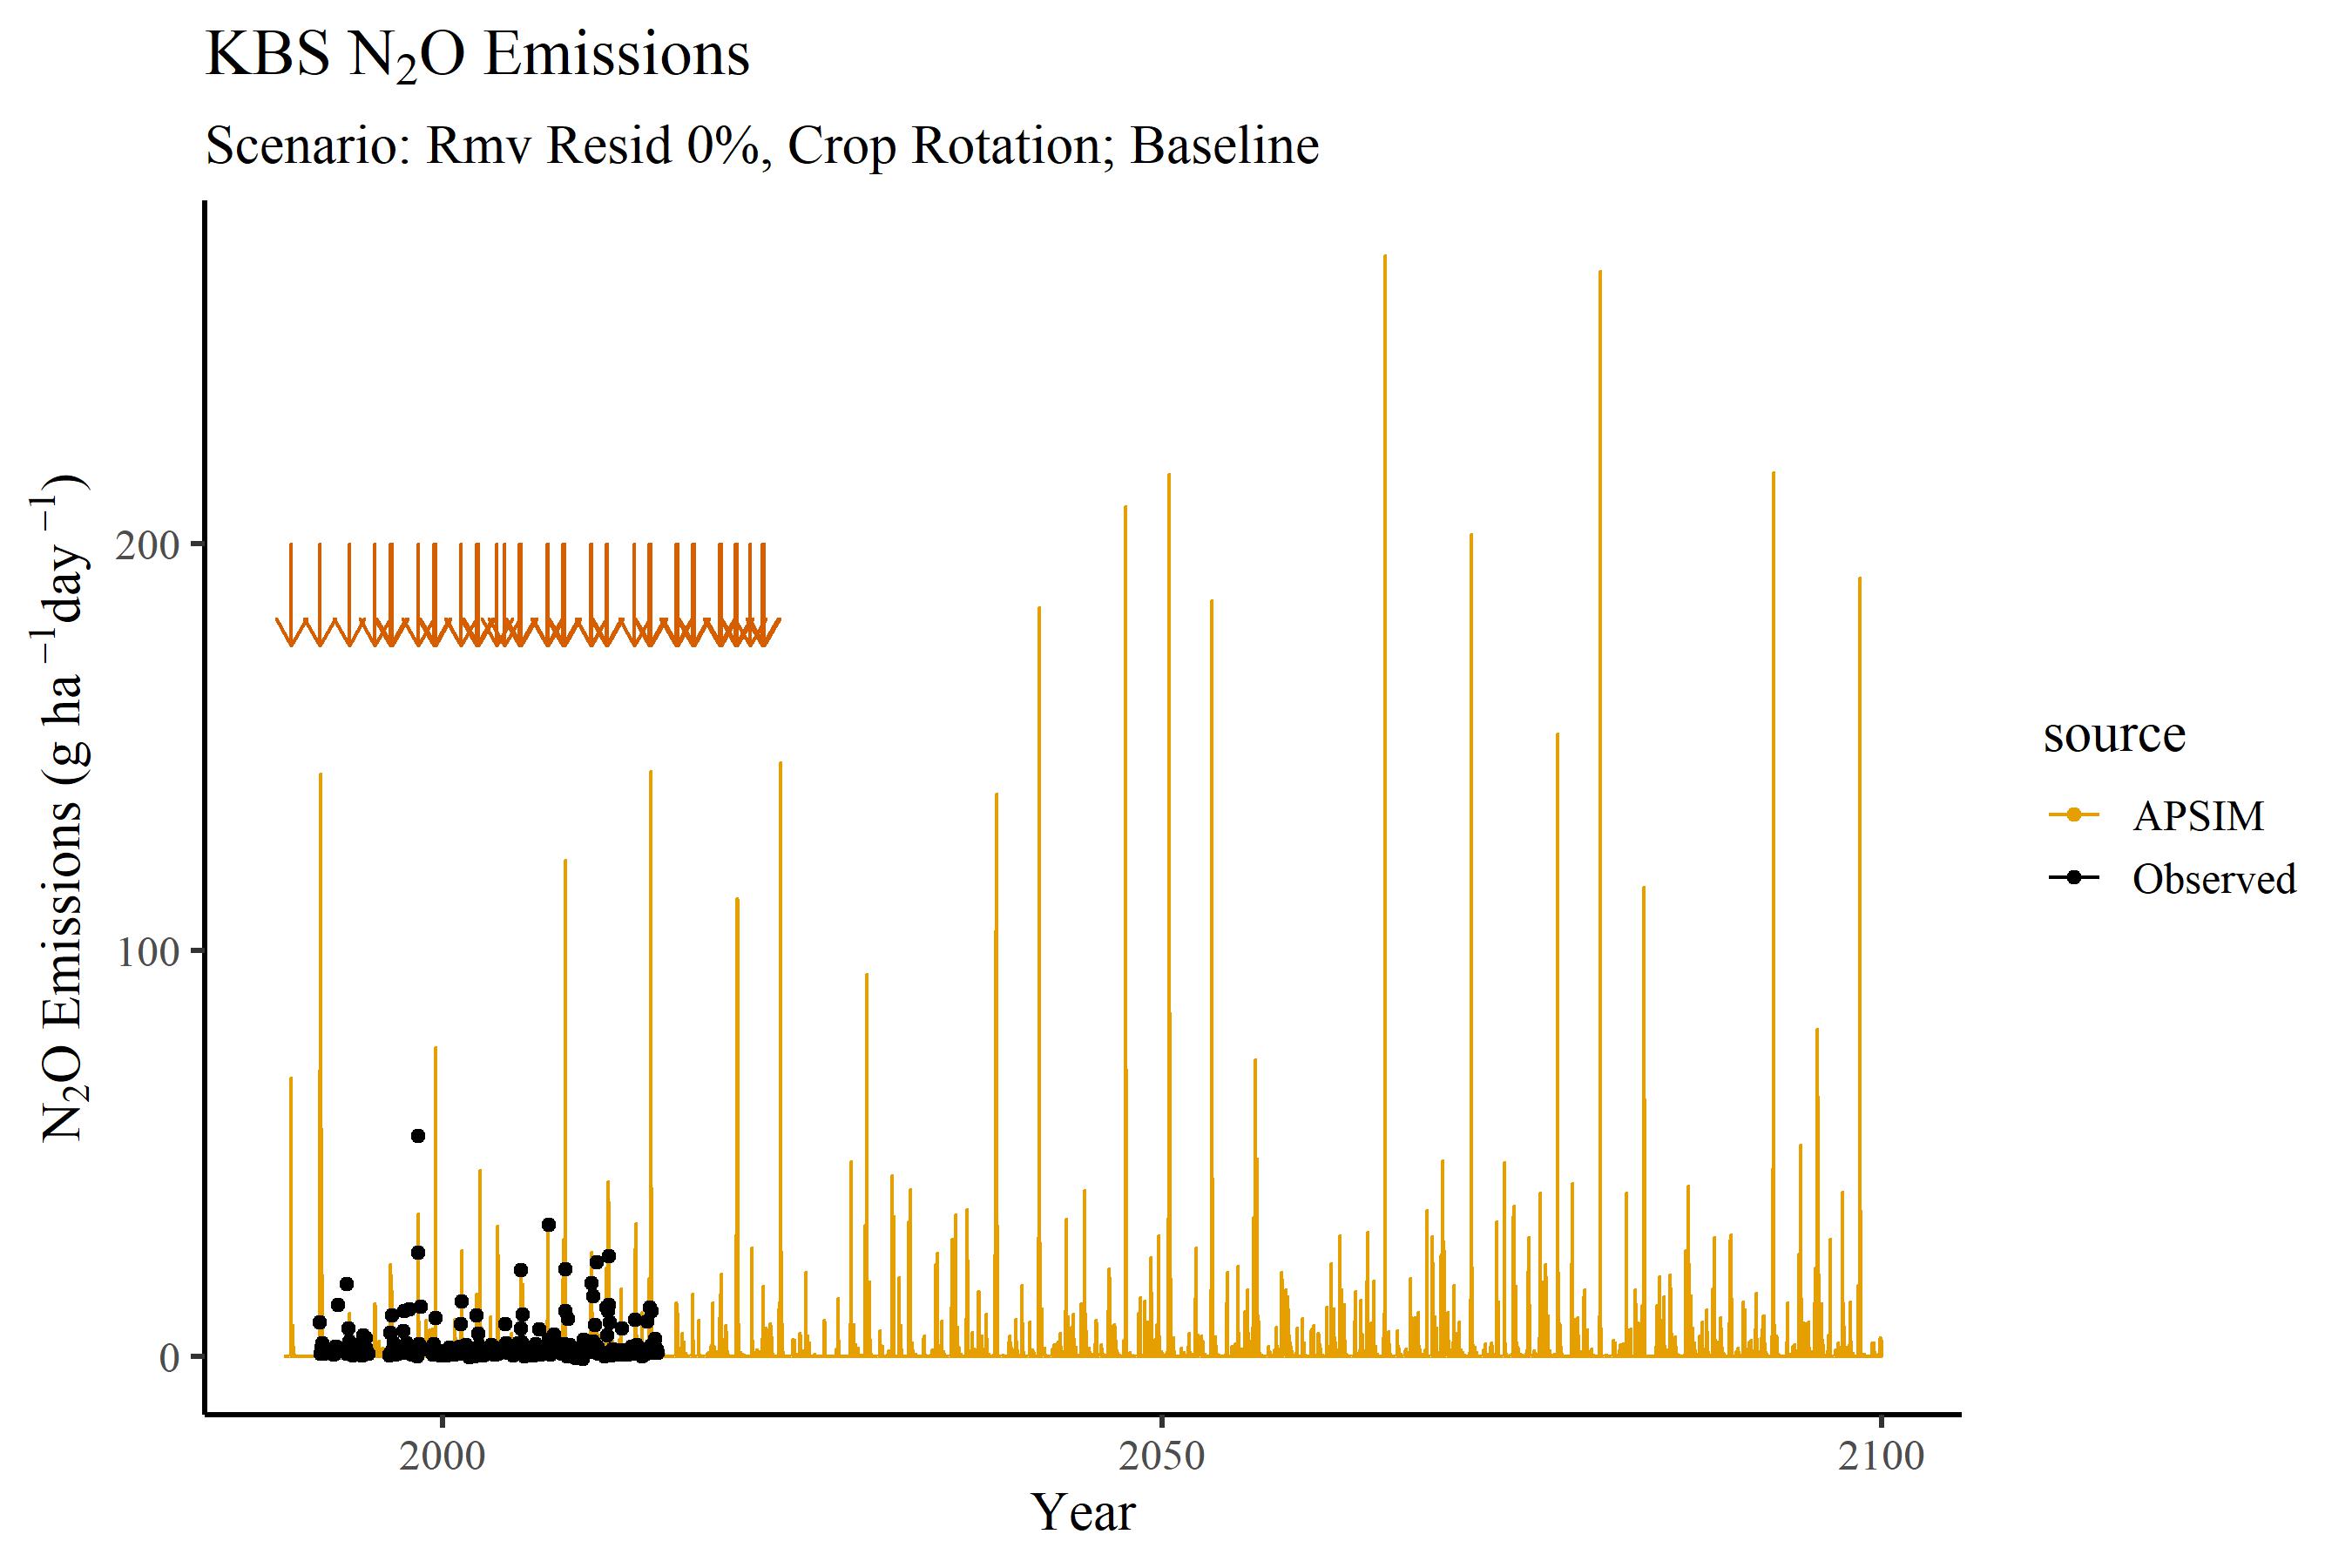 KBS N₂O Emissions
Scenario: Rmv Resid 0%, Crop Rotation; Baseline
N₂O Emissions (g ha ⁻¹day ⁻¹)
200
100
0
2000
2050
2100
Year
source
APSIM
Observed